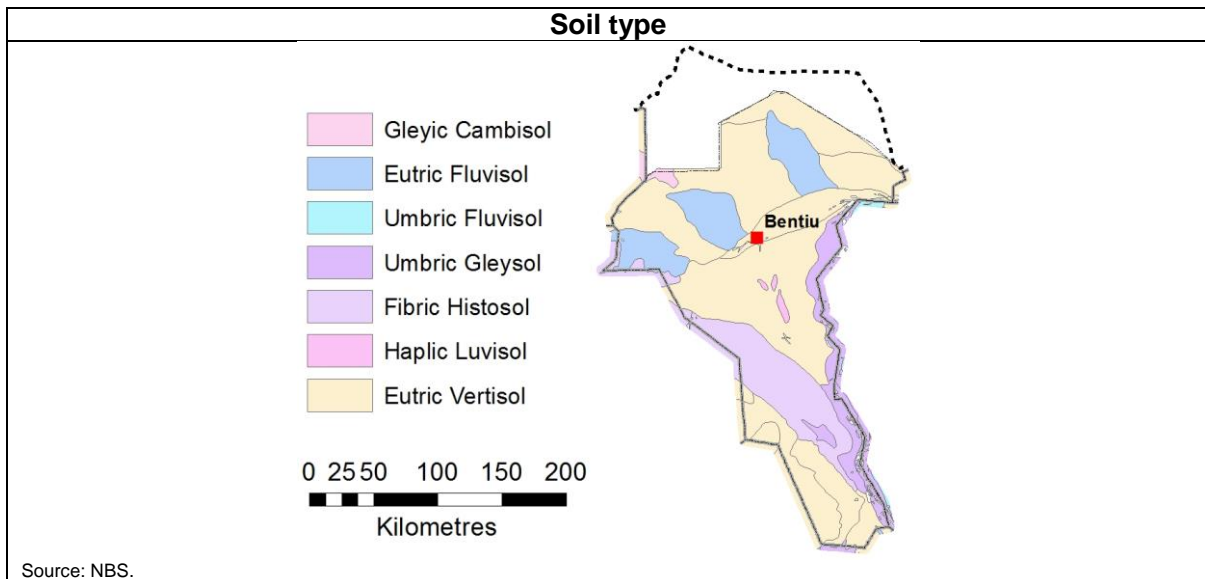 Soil type
Gleyic Cambisol
Eutric Fluvisol
Umbric Fluvisol
Umbric Gleysol
Fibric Histosol
Haplic Luvisol
Eutric Vertisol
Bentiu
0 25 50 100 150 200
Kilometres
Source: NBS.